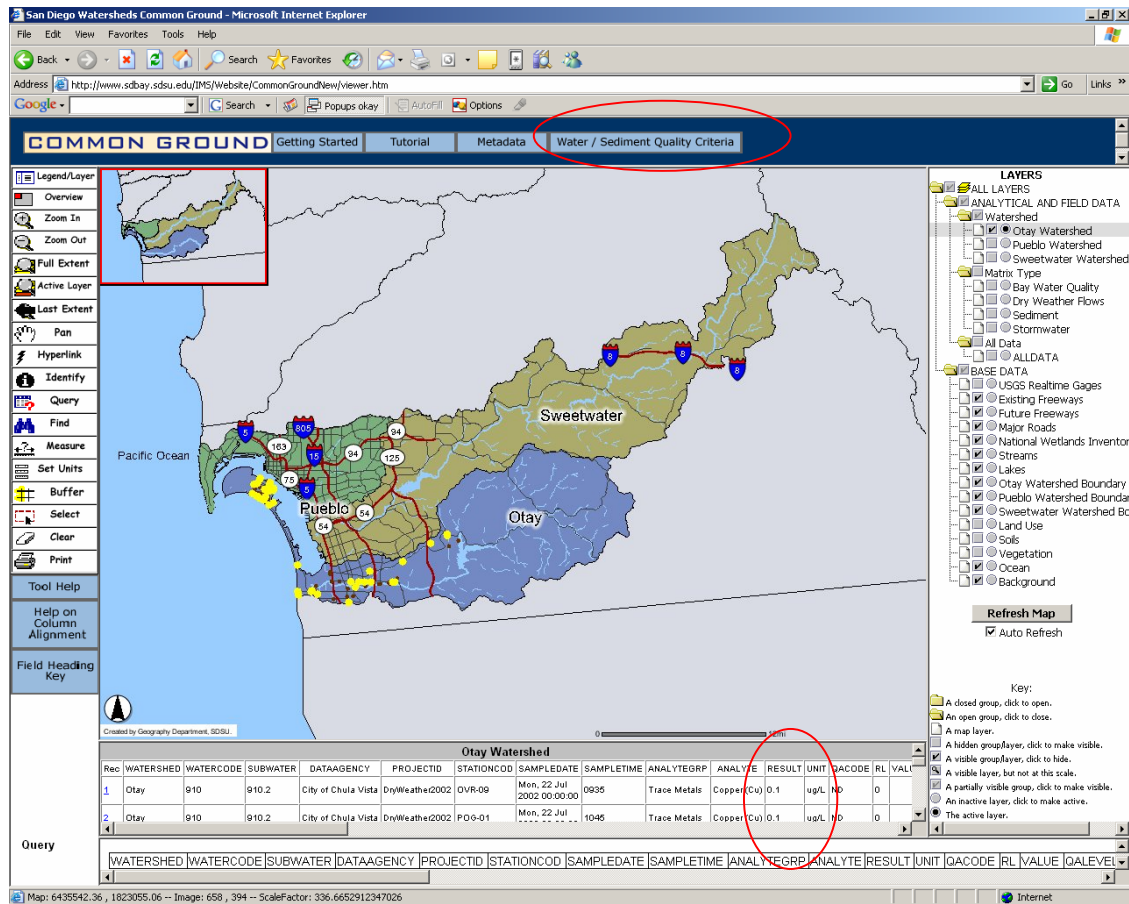 San Diego Watersheds Common Ground - Microsoft Internet Explorer
File Edit View Favorites Tools Help
Back Search Favorites
Address http://www.sdbay.sdsu.edu/IMS/Website/CommonGroundNew/viewer.htm Go Links »
Google Search Popups okay AutoFill Options
COMMON GROUND Getting Started Tutorial Metadata Water / Sediment Quality Criteria
Legend/Layer
Overview
Zoom In
Zoom Out
Full Extent
Active Layer
Last Extent
Pan
Hyperlink
Identify
Query
Find
Measure
Set Units
Buffer
Select
Clear
Print
Tool Help
Help on
Column
Alignment
Field Heading
Key
8
8
8
Sweetwater
805
5
94
163
Pacific Ocean
15
94
125
75
5
Pueblo
54
54
Otay
Created by Geography Department, SDSU.
0 12mi
LAYERS
ALL LAYERS
ANALYTICAL AND FIELD DATA
Watershed
Otay Watershed
Pueblo Watershed
Sweetwater Watershed
Matrix Type
Bay Water Quality
Dry Weather Flows
Sediment
Stormwater
All Data
ALLDATA
BASE DATA
USGS Realtime Gages
Existing Freeways
Future Freeways
Major Roads
National Wetlands Inventor
Streams
Lakes
Otay Watershed Boundary
Pueblo Watershed Boundar
Sweetwater Watershed Bo
Land Use
Soils
Vegetation
Ocean
Background
Refresh Map
Auto Refresh
Key:
A closed group, click to open.
An open group, click to close.
A map layer.
A hidden group/layer, click to make visible.
A visible group/layer, click to hide.
A visible layer, but not at this scale.
A partially visible group, click to make visible.
An inactive layer, click to make active.
The active layer.
Otay Watershed
Rec WATERSHED WATERCODE SUBWATER DATAAGENCY PROJECTID STATIONCOD SAMPLEDATE SAMPLETIME ANALYTEGRP ANALYTE RESULT UNIT QACODE RL VALU
1 Otay 910 910.2 City of Chula Vista DryWeather2002 OVR-09 Mon, 22 Jul 2002 00:00:00 0935 Trace Metals Copper (Cu) 0.1 ug/L ND 0
2 Otay 910 910.2 City of Chula Vista DryWeather2002 POG-01 Mon, 22 Jul 2002 00:00:00 1045 Trace Metals Copper (Cu) 0.1 ug/L ND 0
Query
WATERSHED WATERCODE SUBWATER DATAAGENCY PROJECTID STATIONCOD SAMPLEDATE SAMPLETIME ANALYTEGRP ANALYTE RESULT UNIT QACODE RL VALUE QALEVEL
Map: 6435542.36 , 1823055.06 -- Image: 658 , 394 -- ScaleFactor: 336.6652912347026 Internet